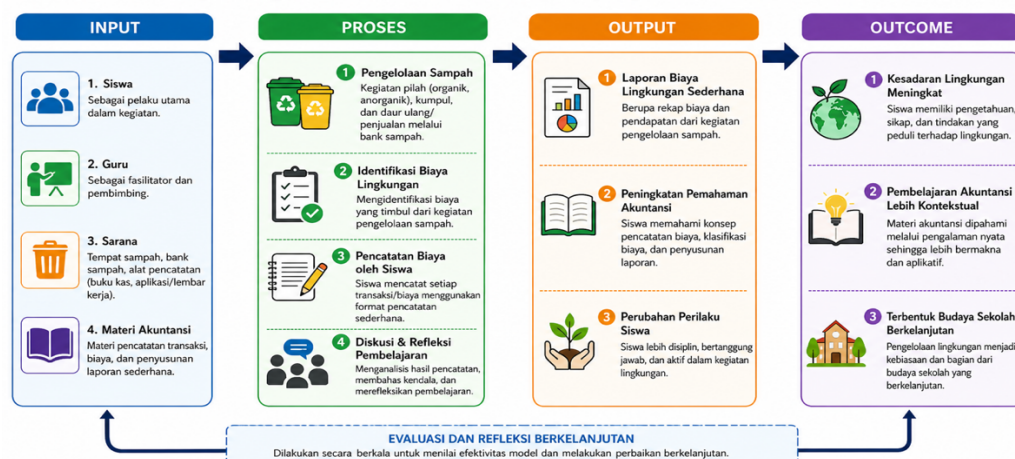 INPUT
1. Siswa
Sebagai pelaku utama
dalam kegiatan.
2. Guru
Sebagai fasilitator dan
pembimbing.
3. Sarana
Tempat sampah, bank
sampah, alat pencatatan
(buku kas, aplikasi/lembar
kerja).
4. Materi Akuntansi
Materi pencatatan transaksi,
biaya, dan penyusunan
laporan sederhana.
PROSES
1 Pengelolaan Sampah
Kegiatan pilah (organik,
anorganik), kumpul,
dan daur ulang/
penjualan melalui
bank sampah.
2 Identifikasi Biaya
Lingkungan
Mengidentifikasi biaya
yang timbul dari kegiatan
pengelolaan sampah.
3 Pencatatan Biaya
oleh Siswa
Siswa mencatat setiap
transaksi/biaya menggunakan
format pencatatan
sederhana.
4 Diskusi & Refleksi
Pembelajaran
Menganalisis hasil pencatatan,
membahas kendala, dan
merefleksikan pembelajaran.
OUTPUT
1 Laporan Biaya
Lingkungan Sederhana
Berupa rekap biaya dan
pendapatan dari kegiatan
pengelolaan sampah.
2 Peningkatan Pemahaman
Akuntansi
Siswa memahami konsep
pencatatan biaya, klasifikasi
biaya, dan penyusunan
laporan.
3 Perubahan Perilaku
Siswa
Siswa lebih disiplin, bertanggung
jawab, dan aktif dalam kegiatan
lingkungan.
OUTCOME
1 Kesadaran Lingkungan
Meningkat
Siswa memiliki pengetahuan,
sikap, dan tindakan yang
peduli terhadap lingkungan.
2 Pembelajaran Akuntansi
Lebih Kontekstual
Materi akuntansi dipahami
melalui pengalaman nyata
sehingga lebih bermakna
dan aplikatif.
3 Terbentuk Budaya Sekolah
Berkelanjutan
Pengelolaan lingkungan menjadi
kebiasaan dan bagian dari
budaya sekolah yang
berkelanjutan.
EVALUASI DAN REFLEKSI BERKELANJUTAN
Dilakukan secara berkala untuk menilai efektivitas model dan melakukan perbaikan berkelanjutan.